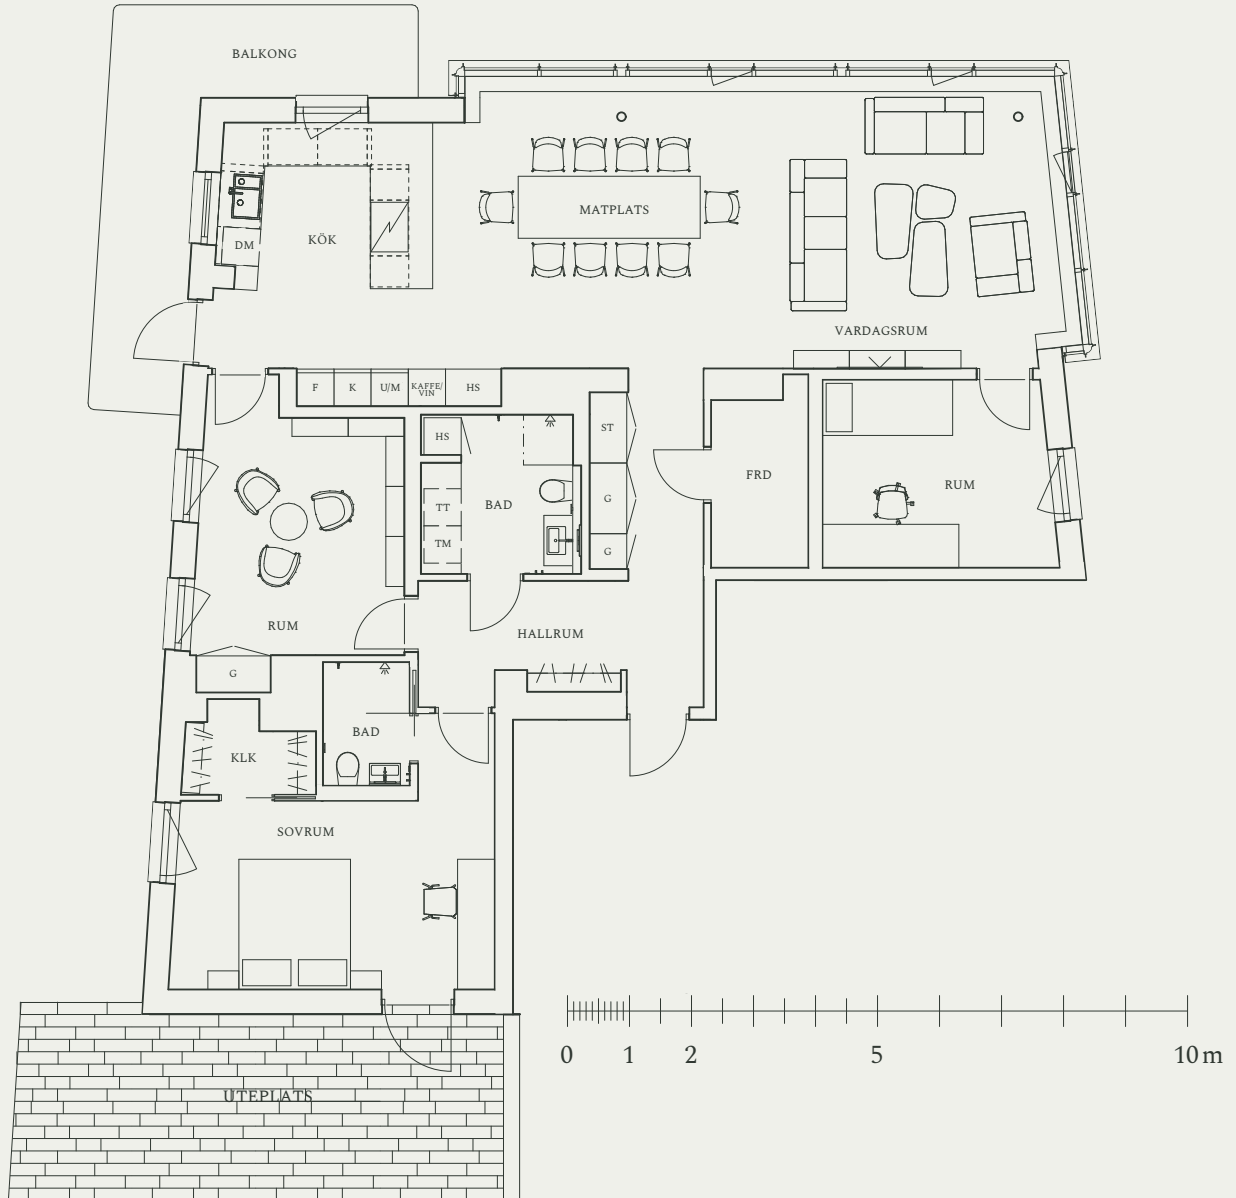 BALKONG
MATPLATS
KÖK
DM
VARDAGSRUM
F
K
U/M
KAFFE/
VIN
HS
HS
ST
BAD
FRD
RUM
TT
G
TM
G
RUM
HALLRUM
G
BAD
KLK
SOVRUM
0 1 2 5 10 m
UTEPLATS